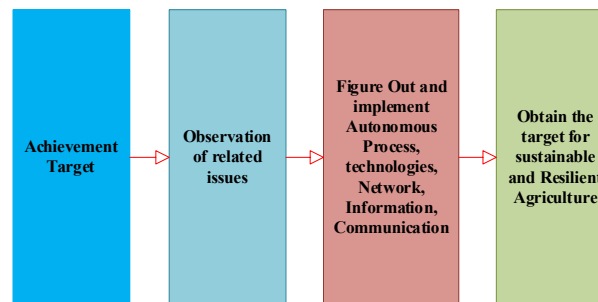 Achievement
Target
Observation
of related
issues
Figure Out and
implement
Autonomous
Process,
technologies,
Network,
Information,
Communication
Obtain the
target for
sustainable
and Resilient
Agriculture